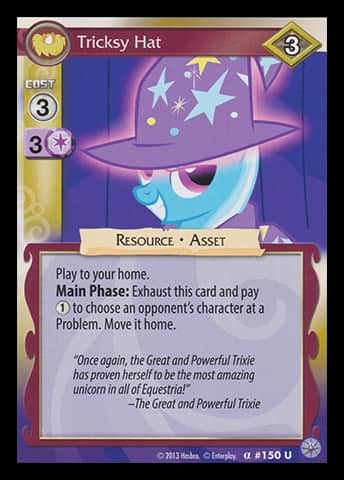 Tricksy Hat
3
COST
3
3
RESOURCE • ASSET
Play to your home.
Main Phase: Exhaust this card and pay
1 to choose an opponent's character at a
Problem. Move it home.
"Once again, the Great and Powerful Trixie
has proven herself to be the most amazing
unicorn in all of Equestria!"
–The Great and Powerful Trixie
© 2013 Hasbro. © Enterplay. α #150 U